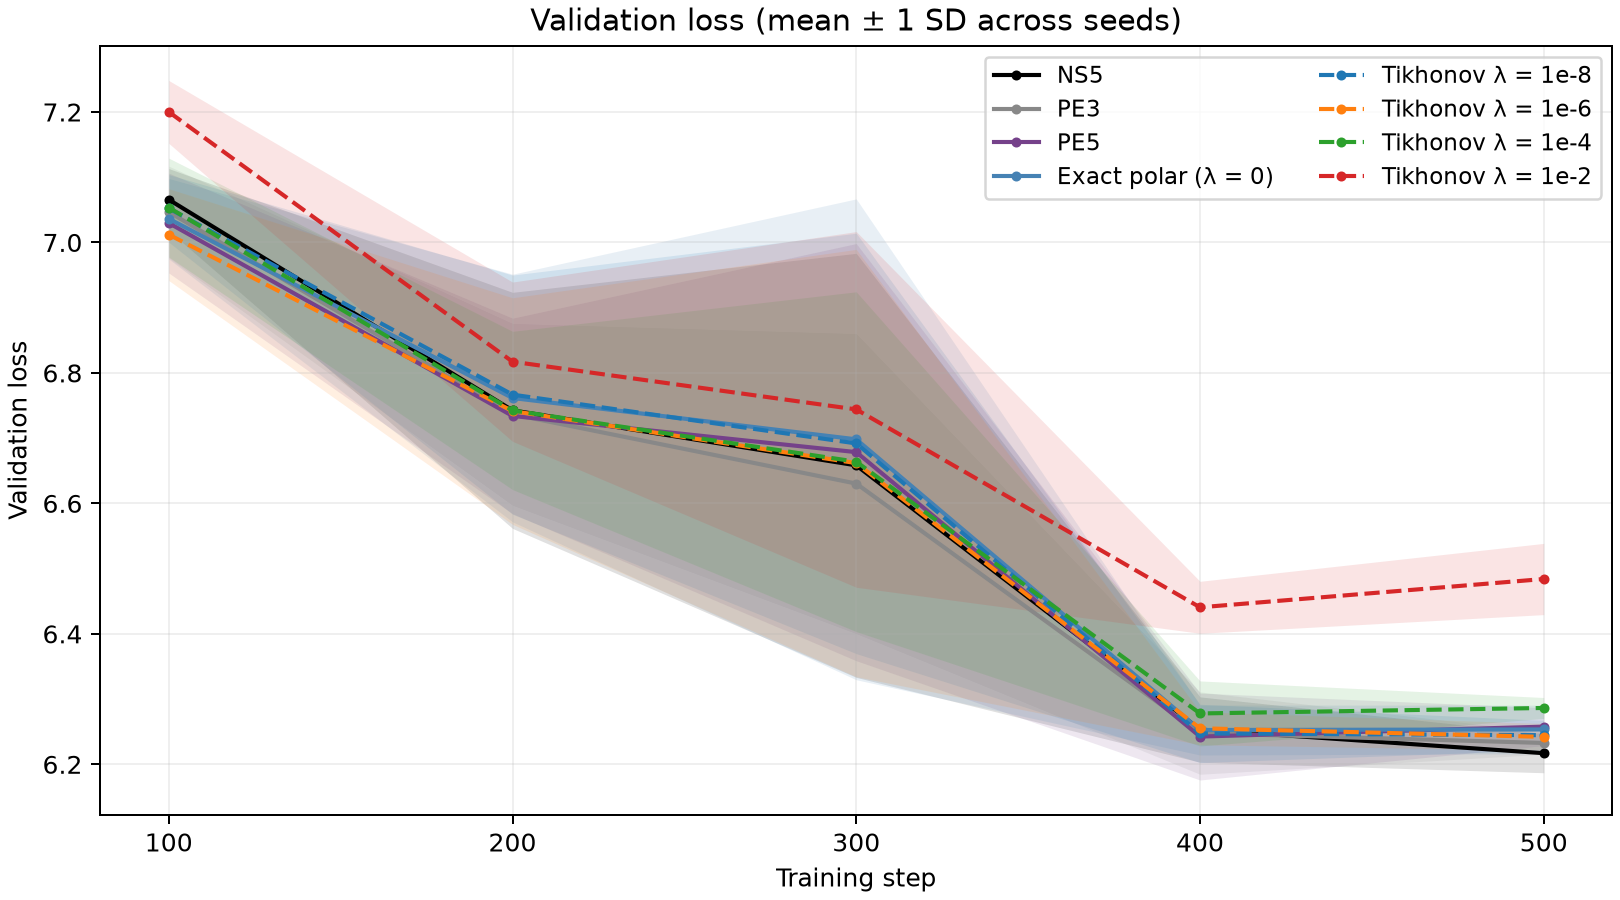 Validation loss (mean ± 1 SD across seeds)
NS5
PE3
PE5
Exact polar (λ = 0)
Tikhonov λ = 1e-8
Tikhonov λ = 1e-6
Tikhonov λ = 1e-4
Tikhonov λ = 1e-2
Validation loss
7.2
7.0
6.8
6.6
6.4
6.2
100
200
300
400
500
Training step